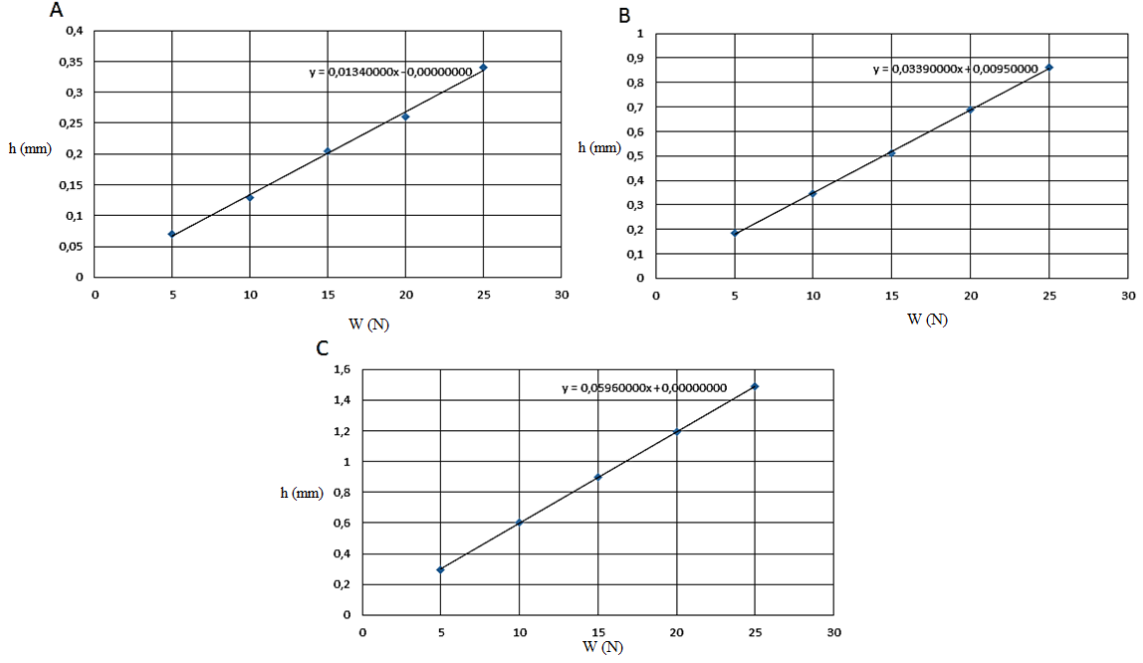 A
0,4
0,35
0,3
0,25
0,2
0,15
0,1
0,05
0
h (mm)
y = 0,01340000x - 0,00000000
0 5 10 15 20 25 30
W (N)
B
1
0,9
0,8
0,7
0,6
0,5
0,4
0,3
0,2
0,1
0
h (mm)
y = 0,03390000x + 0,00950000
0 5 10 15 20 25 30
W (N)
C
1,6
1,4
1,2
1
0,8
0,6
0,4
0,2
0
h (mm)
y = 0,05960000x + 0,00000000
0 5 10 15 20 25 30
W (N)